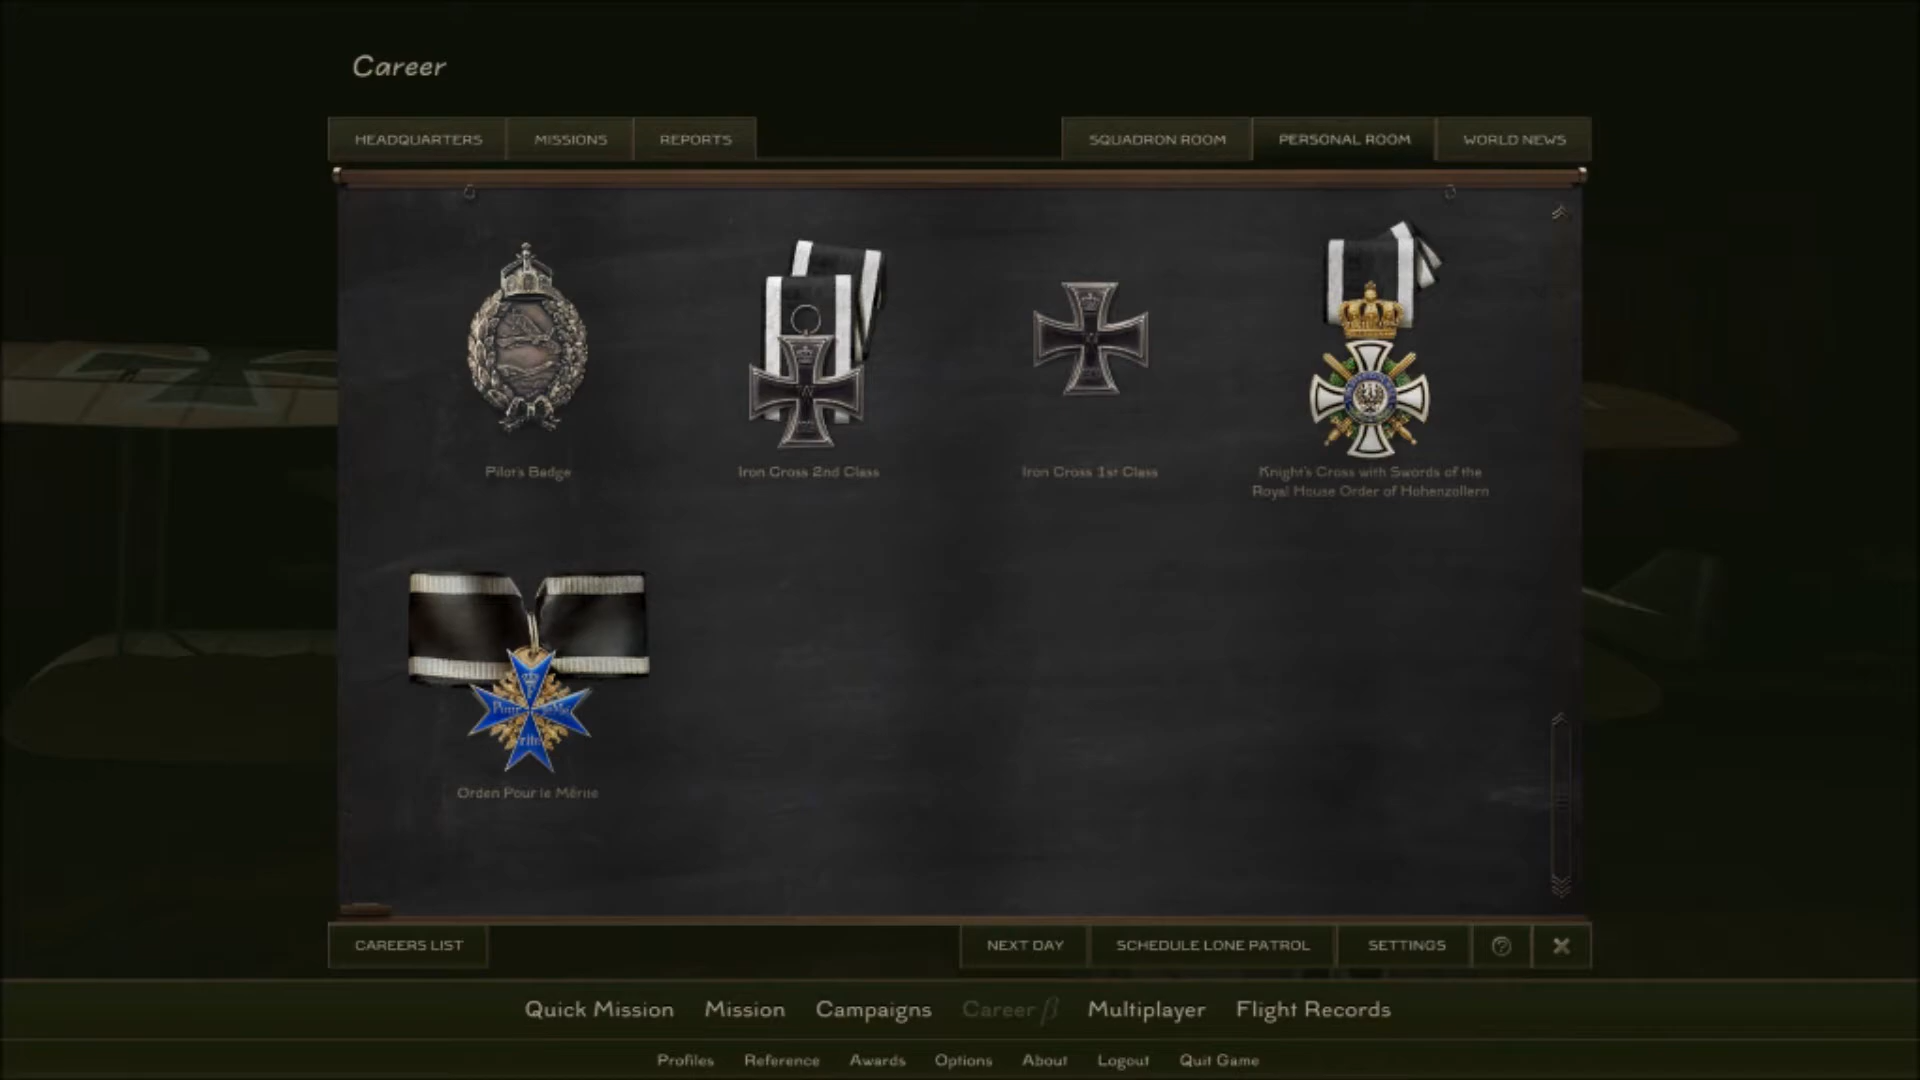 Career
HEADQUARTERS
MISSIONS
REPORTS
SQUADRON ROOM
PERSONAL ROOM
WORLD NEWS
Pilot's Badge
Iron Cross 2nd Class
Iron Cross 1st Class
Knight's Cross with Swords of the
Royal House Order of Hohenzollern
Orden Pour le Mérite
CAREERS LIST
NEXT DAY
SCHEDULE LONE PATROL
SETTINGS
?
Quick Mission
Mission
Campaigns
Career β
Multiplayer
Flight Records
Profiles
Reference
Awards
Options
About
Logout
Quit Game